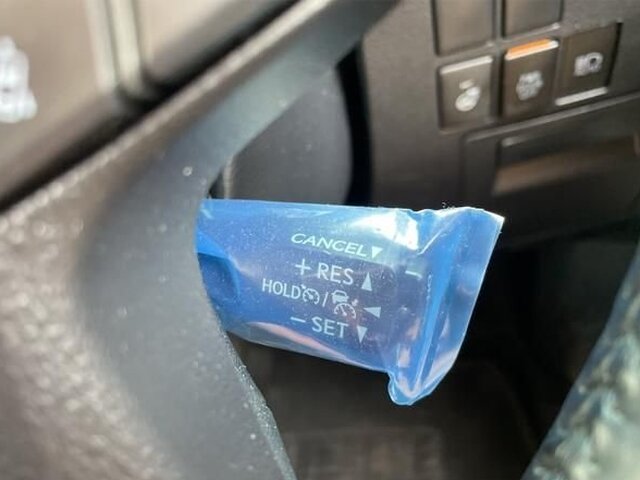 CANCEL▼
+ RES ▲
HOLD / ◀
− SET ▼